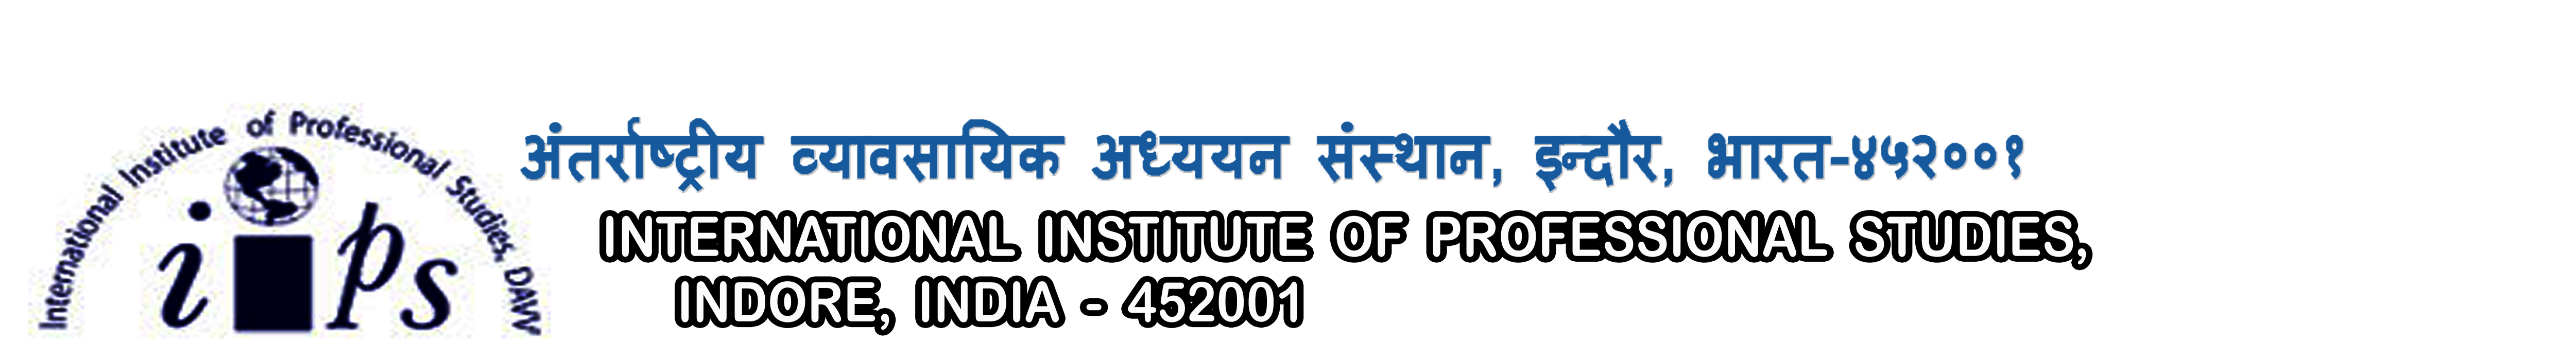 International Institute of Professional Studies, DAVV
iips
अंतर्राष्ट्रीय व्यावसायिक अध्ययन संस्थान, इन्दौर, भारत-४५२००१
INTERNATIONAL INSTITUTE OF PROFESSIONAL STUDIES,
INDORE, INDIA - 452001